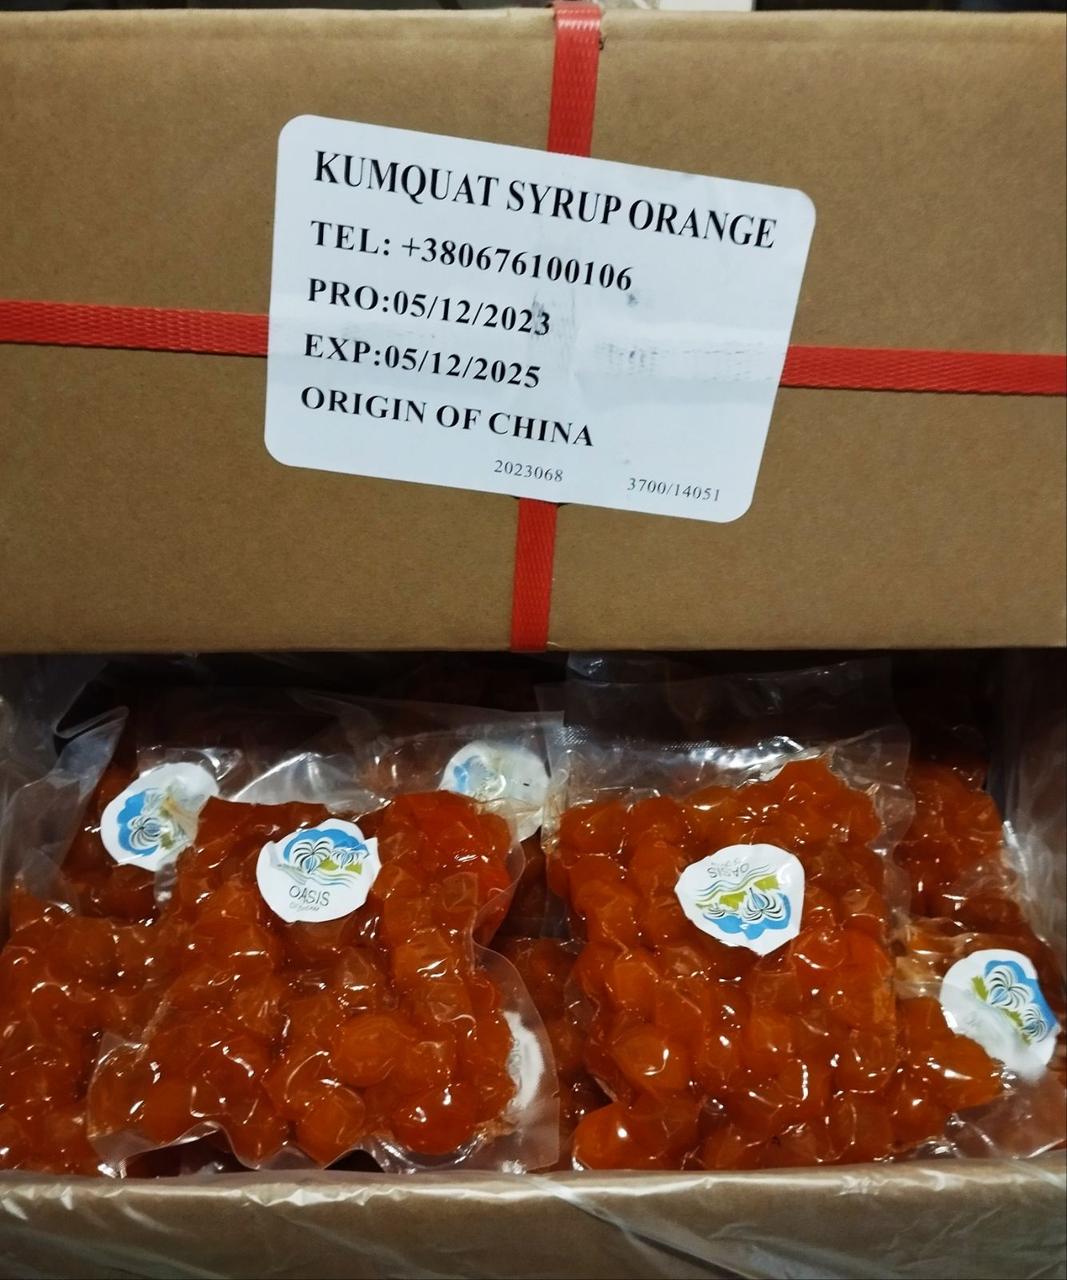 KUMQUAT SYRUP ORANGE
TEL: +380676100106
PRO:05/12/2023
EXP:05/12/2025
ORIGIN OF CHINA
2023068 3700/14051
OASIS
OASIS